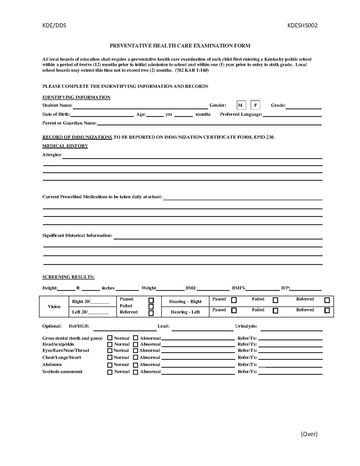 KDE/DDS KDESHS002
PREVENTATIVE HEALTH CARE EXAMINATION FORM
All local boards of education shall require a preventative health care examination of each child first entering a Kentucky public school
within a period of twelve (12) months prior to initial admission to school and within one (1) year prior to entry to sixth grade. Local
school boards may extend this time not to exceed two (2) months. (702 KAR 1:160)
PLEASE COMPLETE THE INDENTIFYING INFORMATION AND RECORDS
IDENTIFYING INFORMATION
Student Name: Gender: M F Grade:
Date of Birth: Age: yrs months Preferred Language:
Parent or Guardian Name:
RECORD OF IMMUNIZATIONS TO BE REPORTED ON IMMUNIZATION CERTIFICATE FORM, EPID 230.
MEDICAL HISTORY
Allergies:
Current Prescribed Medications to be taken daily at school:
Significant Historical Information:
SCREENING RESULTS:
Height: ft inches Weight BMI: BMI% B/P:
Vision Right 20/ Passed Failed Referred Hearing – Right Passed Failed Referred
Left 20/ Hearing - Left Passed Failed Referred
Optional: Hct/HGB: Lead: Urinalysis:
Gross dental (teeth and gums) Normal Abnormal Refer/Tx:
Head/scalp/skin Normal Abnormal Refer/Tx:
Eyes/Ears/Nose/Throat Normal Abnormal Refer/Tx:
Chest/Lungs/Heart Normal Abnormal Refer/Tx:
Abdomen Normal Abnormal Refer/Tx:
Scoliosis assessment Normal Abnormal Refer/Tx:
(Over)